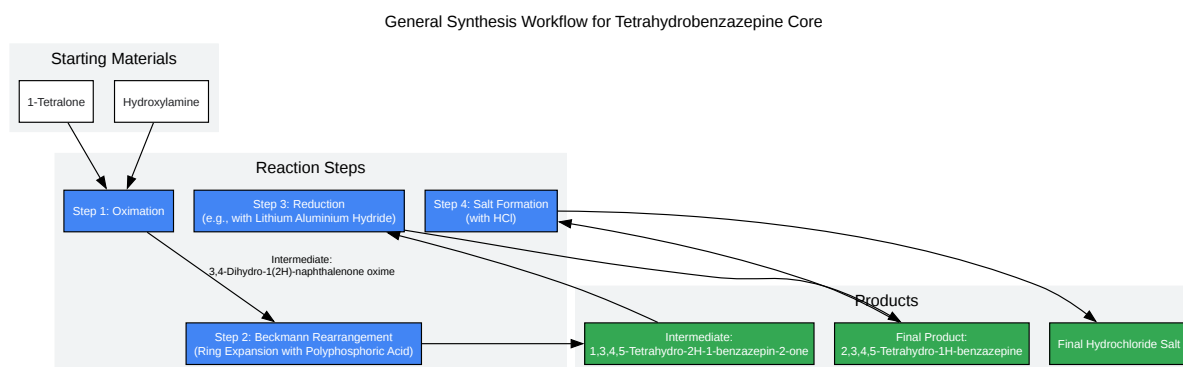 General Synthesis Workflow for Tetrahydrobenzazepine Core
Starting Materials
1-Tetralone
Hydroxylamine
Reaction Steps
Step 1: Oximation
Step 3: Reduction
(e.g., with Lithium Aluminium Hydride)
Step 4: Salt Formation
(with HCl)
Intermediate:
3,4-Dihydro-1(2H)-naphthalenone oxime
Step 2: Beckmann Rearrangement
(Ring Expansion with Polyphosphoric Acid)
Products
Intermediate:
1,3,4,5-Tetrahydro-2H-1-benzazepin-2-one
Final Product:
2,3,4,5-Tetrahydro-1H-benzazepine
Final Hydrochloride Salt